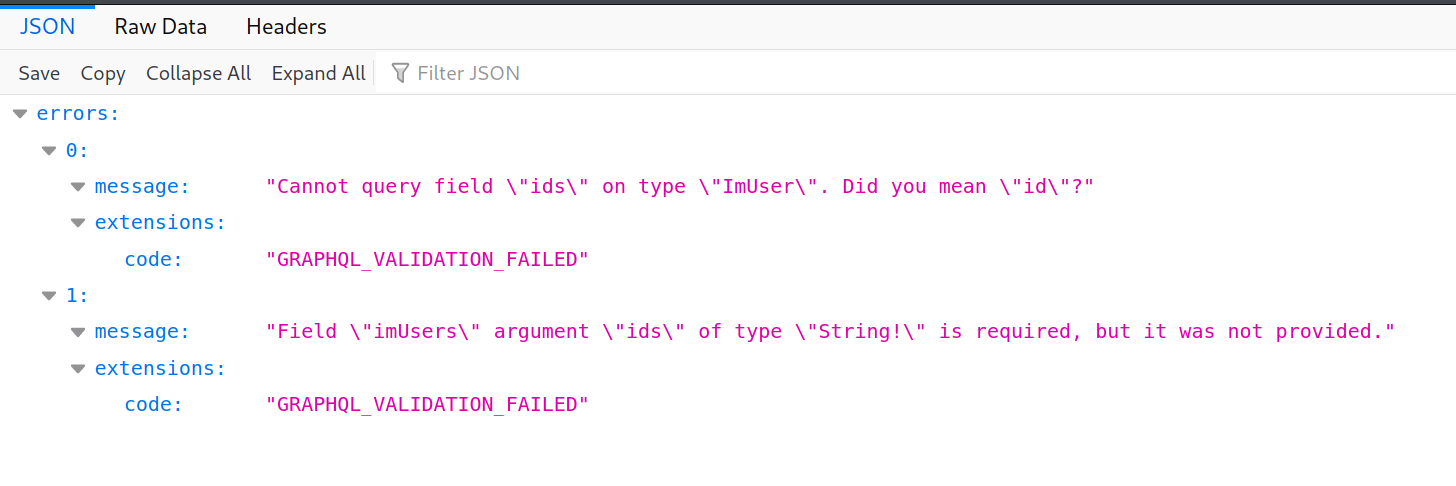 JSON Raw Data Headers
Save Copy Collapse All Expand All Filter JSON
errors:
0:
message: "Cannot query field \"ids\" on type \"ImUser\". Did you mean \"id\"?"
extensions:
code: "GRAPHQL_VALIDATION_FAILED"
1:
message: "Field \"imUsers\" argument \"ids\" of type \"String!\" is required, but it was not provided."
extensions:
code: "GRAPHQL_VALIDATION_FAILED"